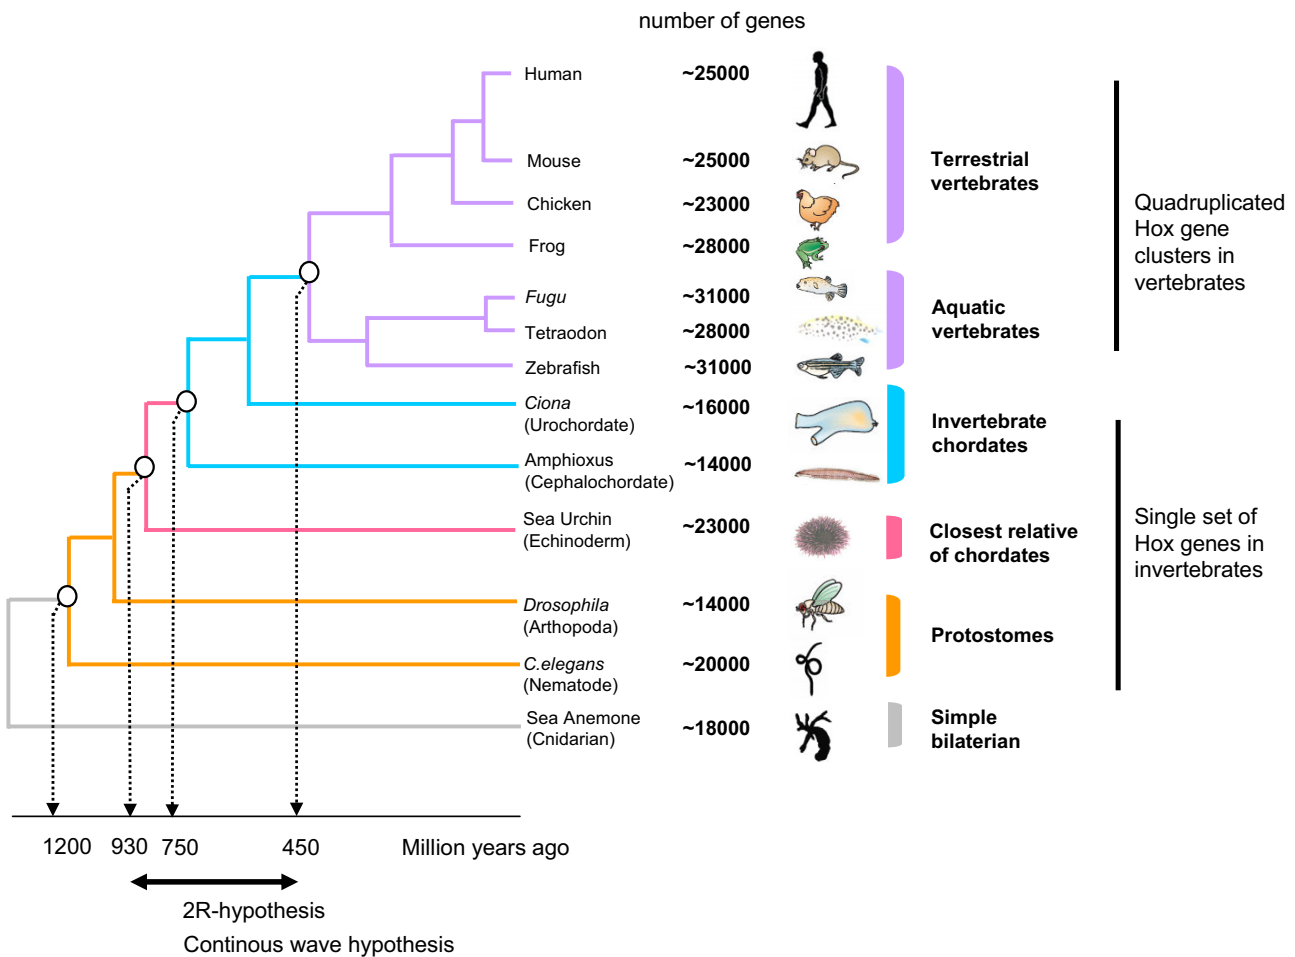 number of genes
Human ~25000
Mouse ~25000
Chicken ~23000
Frog ~28000
Terrestrial
vertebrates
Fugu ~31000
Tetraodon ~28000
Zebrafish ~31000
Aquatic
vertebrates
Quadruplicated
Hox gene
clusters in
vertebrates
Ciona ~16000
(Urochordate)
Amphioxus ~14000
(Cephalochordate)
Invertebrate
chordates
Sea Urchin ~23000
(Echinoderm)
Closest relative
of chordates
Drosophila ~14000
(Arthopoda)
C.elegans ~20000
(Nematode)
Protostomes
Single set of
Hox genes in
invertebrates
Sea Anemone ~18000
(Cnidarian)
Simple
bilaterian
1200 930 750 450 Million years ago
2R-hypothesis
Continous wave hypothesis